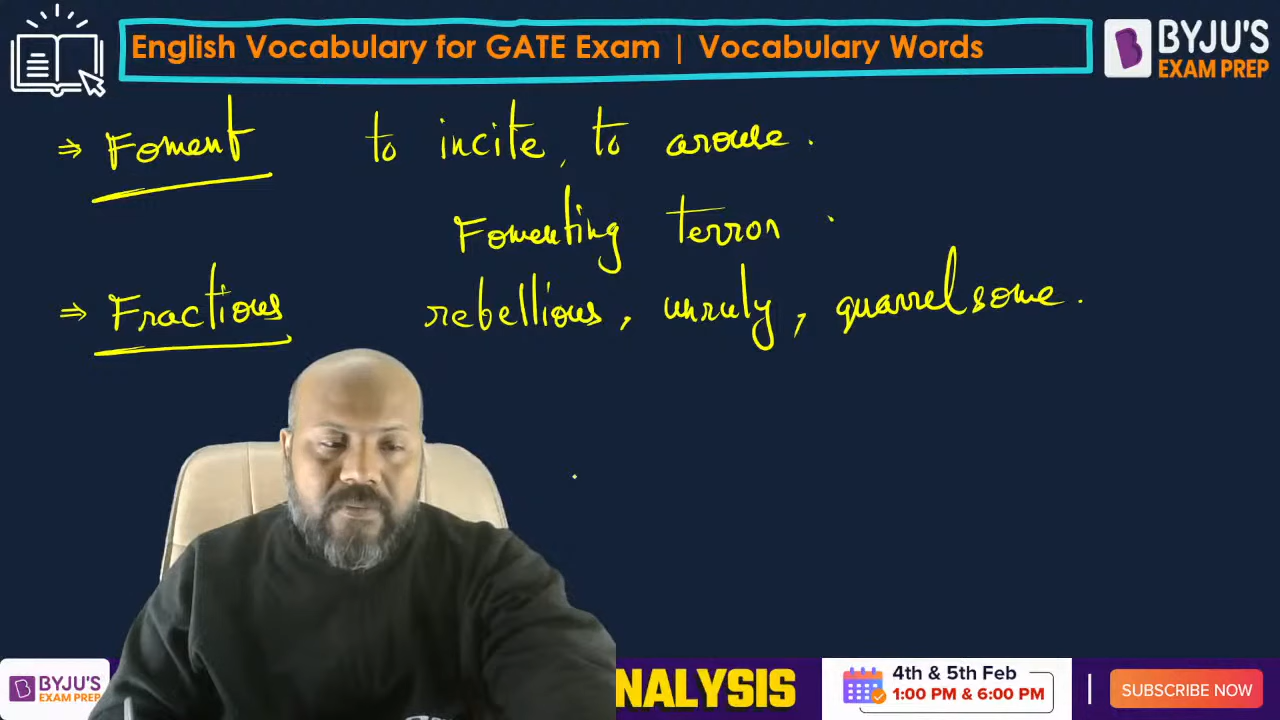 English Vocabulary for GATE Exam | Vocabulary Words
BYJU'S
EXAM PREP
⇒ Foment to incite, to arouse.
Fomenting terror.
⇒ Fractious rebellious, unruly, quarrelsome.
BYJU'S
EXAM PREP
NALYSIS
4th & 5th Feb
1:00 PM & 6:00 PM
SUBSCRIBE NOW